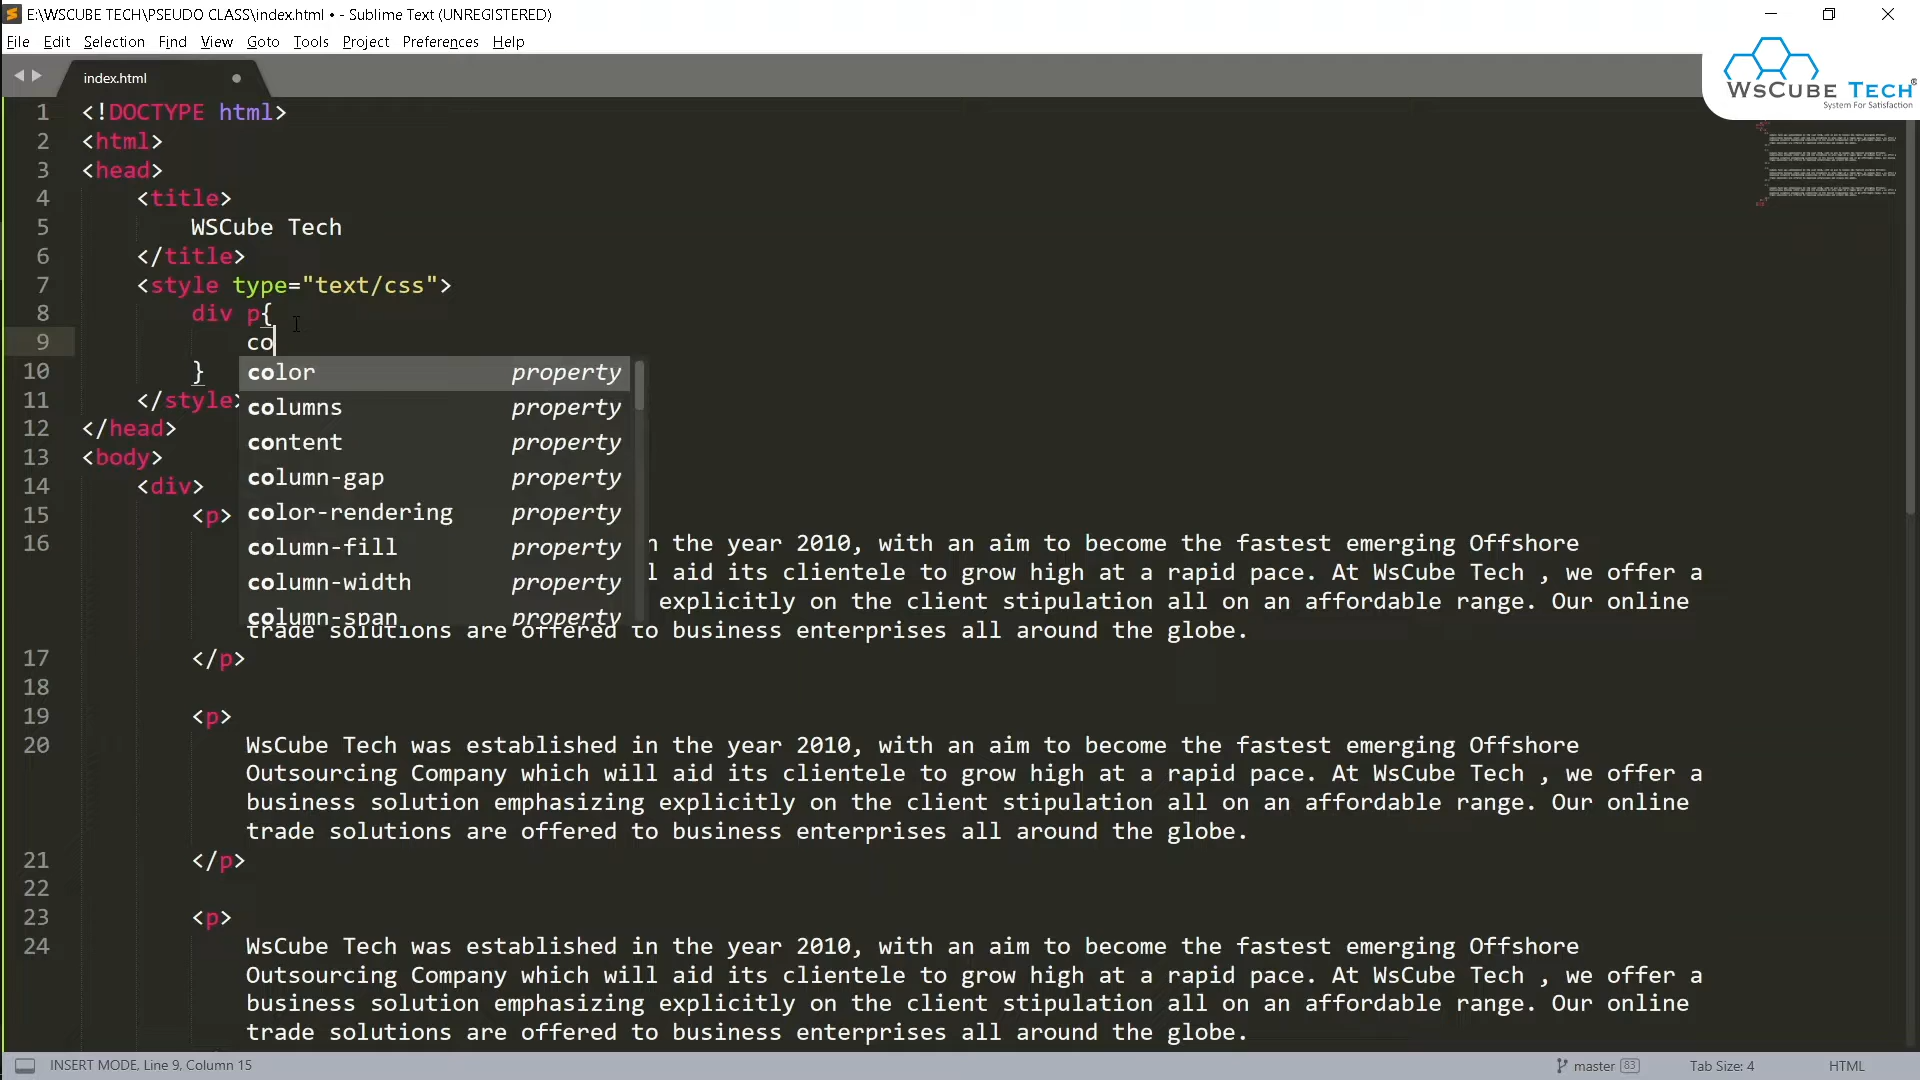 E:\WSCUBE TECH\PSEUDO CLASS\index.html • - Sublime Text (UNREGISTERED)
File Edit Selection Find View Goto Tools Project Preferences Help
WSCUBE TECH®
System For Satisfaction
index.html
1 <!DOCTYPE html>
2 <html>
3 <head>
4 <title>
5 WSCube Tech
6 </title>
7 <style type="text/css">
8 div p{
9 co
10 }
color property
11 </style>
columns property
12 </head>
content property
13 <body>
column-gap property
14 <div>
color-rendering property
15 <p>
column-fill property
16 the year 2010, with an aim to become the fastest emerging Offshore
column-width property
aid its clientele to grow high at a rapid pace. At WsCube Tech , we offer a
explicitly on the client stipulation all on an affordable range. Our online
column-span property
trade solutions are offered to business enterprises all around the globe.
17 </p>
18
19 <p>
20 WsCube Tech was established in the year 2010, with an aim to become the fastest emerging Offshore
Outsourcing Company which will aid its clientele to grow high at a rapid pace. At WsCube Tech , we offer a
business solution emphasizing explicitly on the client stipulation all on an affordable range. Our online
trade solutions are offered to business enterprises all around the globe.
21 </p>
22
23 <p>
24 WsCube Tech was established in the year 2010, with an aim to become the fastest emerging Offshore
Outsourcing Company which will aid its clientele to grow high at a rapid pace. At WsCube Tech , we offer a
business solution emphasizing explicitly on the client stipulation all on an affordable range. Our online
trade solutions are offered to business enterprises all around the globe.
INSERT MODE, Line 9, Column 15 master 83 Tab Size: 4 HTML